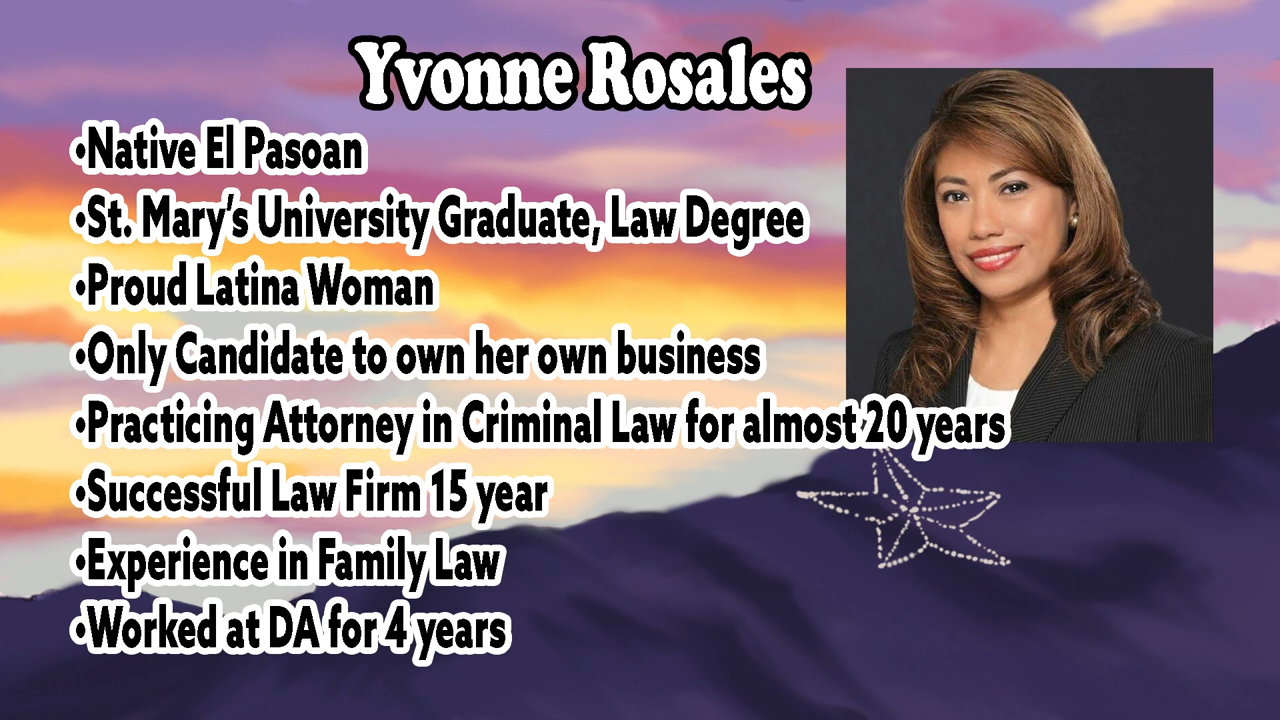 Yvonne Rosales
•Native El Pasoan
•St. Mary's University Graduate, Law Degree
•Proud Latina Woman
•Only Candidate to own her own business
•Practicing Attorney in Criminal Law for almost 20 years
•Successful Law Firm 15 year
•Experience in Family Law
•Worked at DA for 4 years